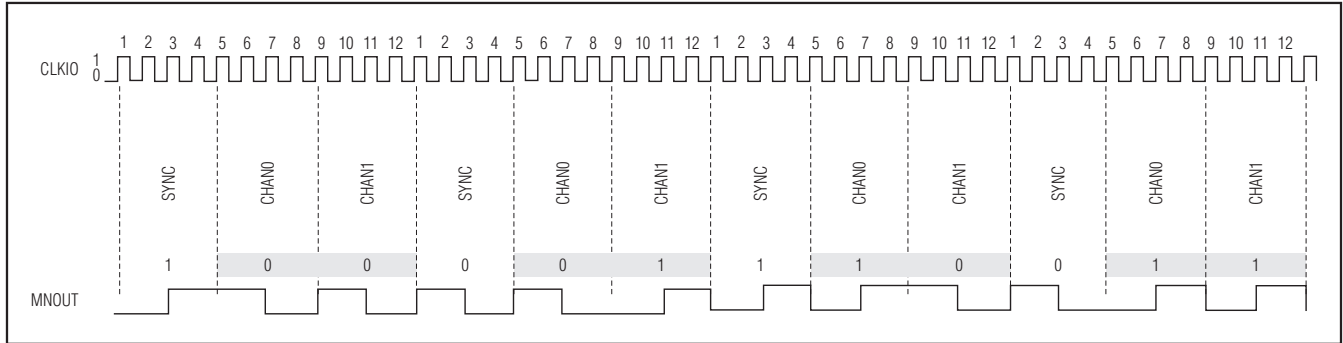 1 2 3 4 5 6 7 8 9 10 11 12 1 2 3 4 5 6 7 8 9 10 11 12 1 2 3 4 5 6 7 8 9 10 11 12 1 2 3 4 5 6 7 8 9 10 11 12
CLKIO 1
0
SYNC CHAN0 CHAN1 SYNC CHAN0 CHAN1 SYNC CHAN0 CHAN1 SYNC CHAN0 CHAN1
1 0 0 0 0 1 1 1 0 0 1 1
MNOUT